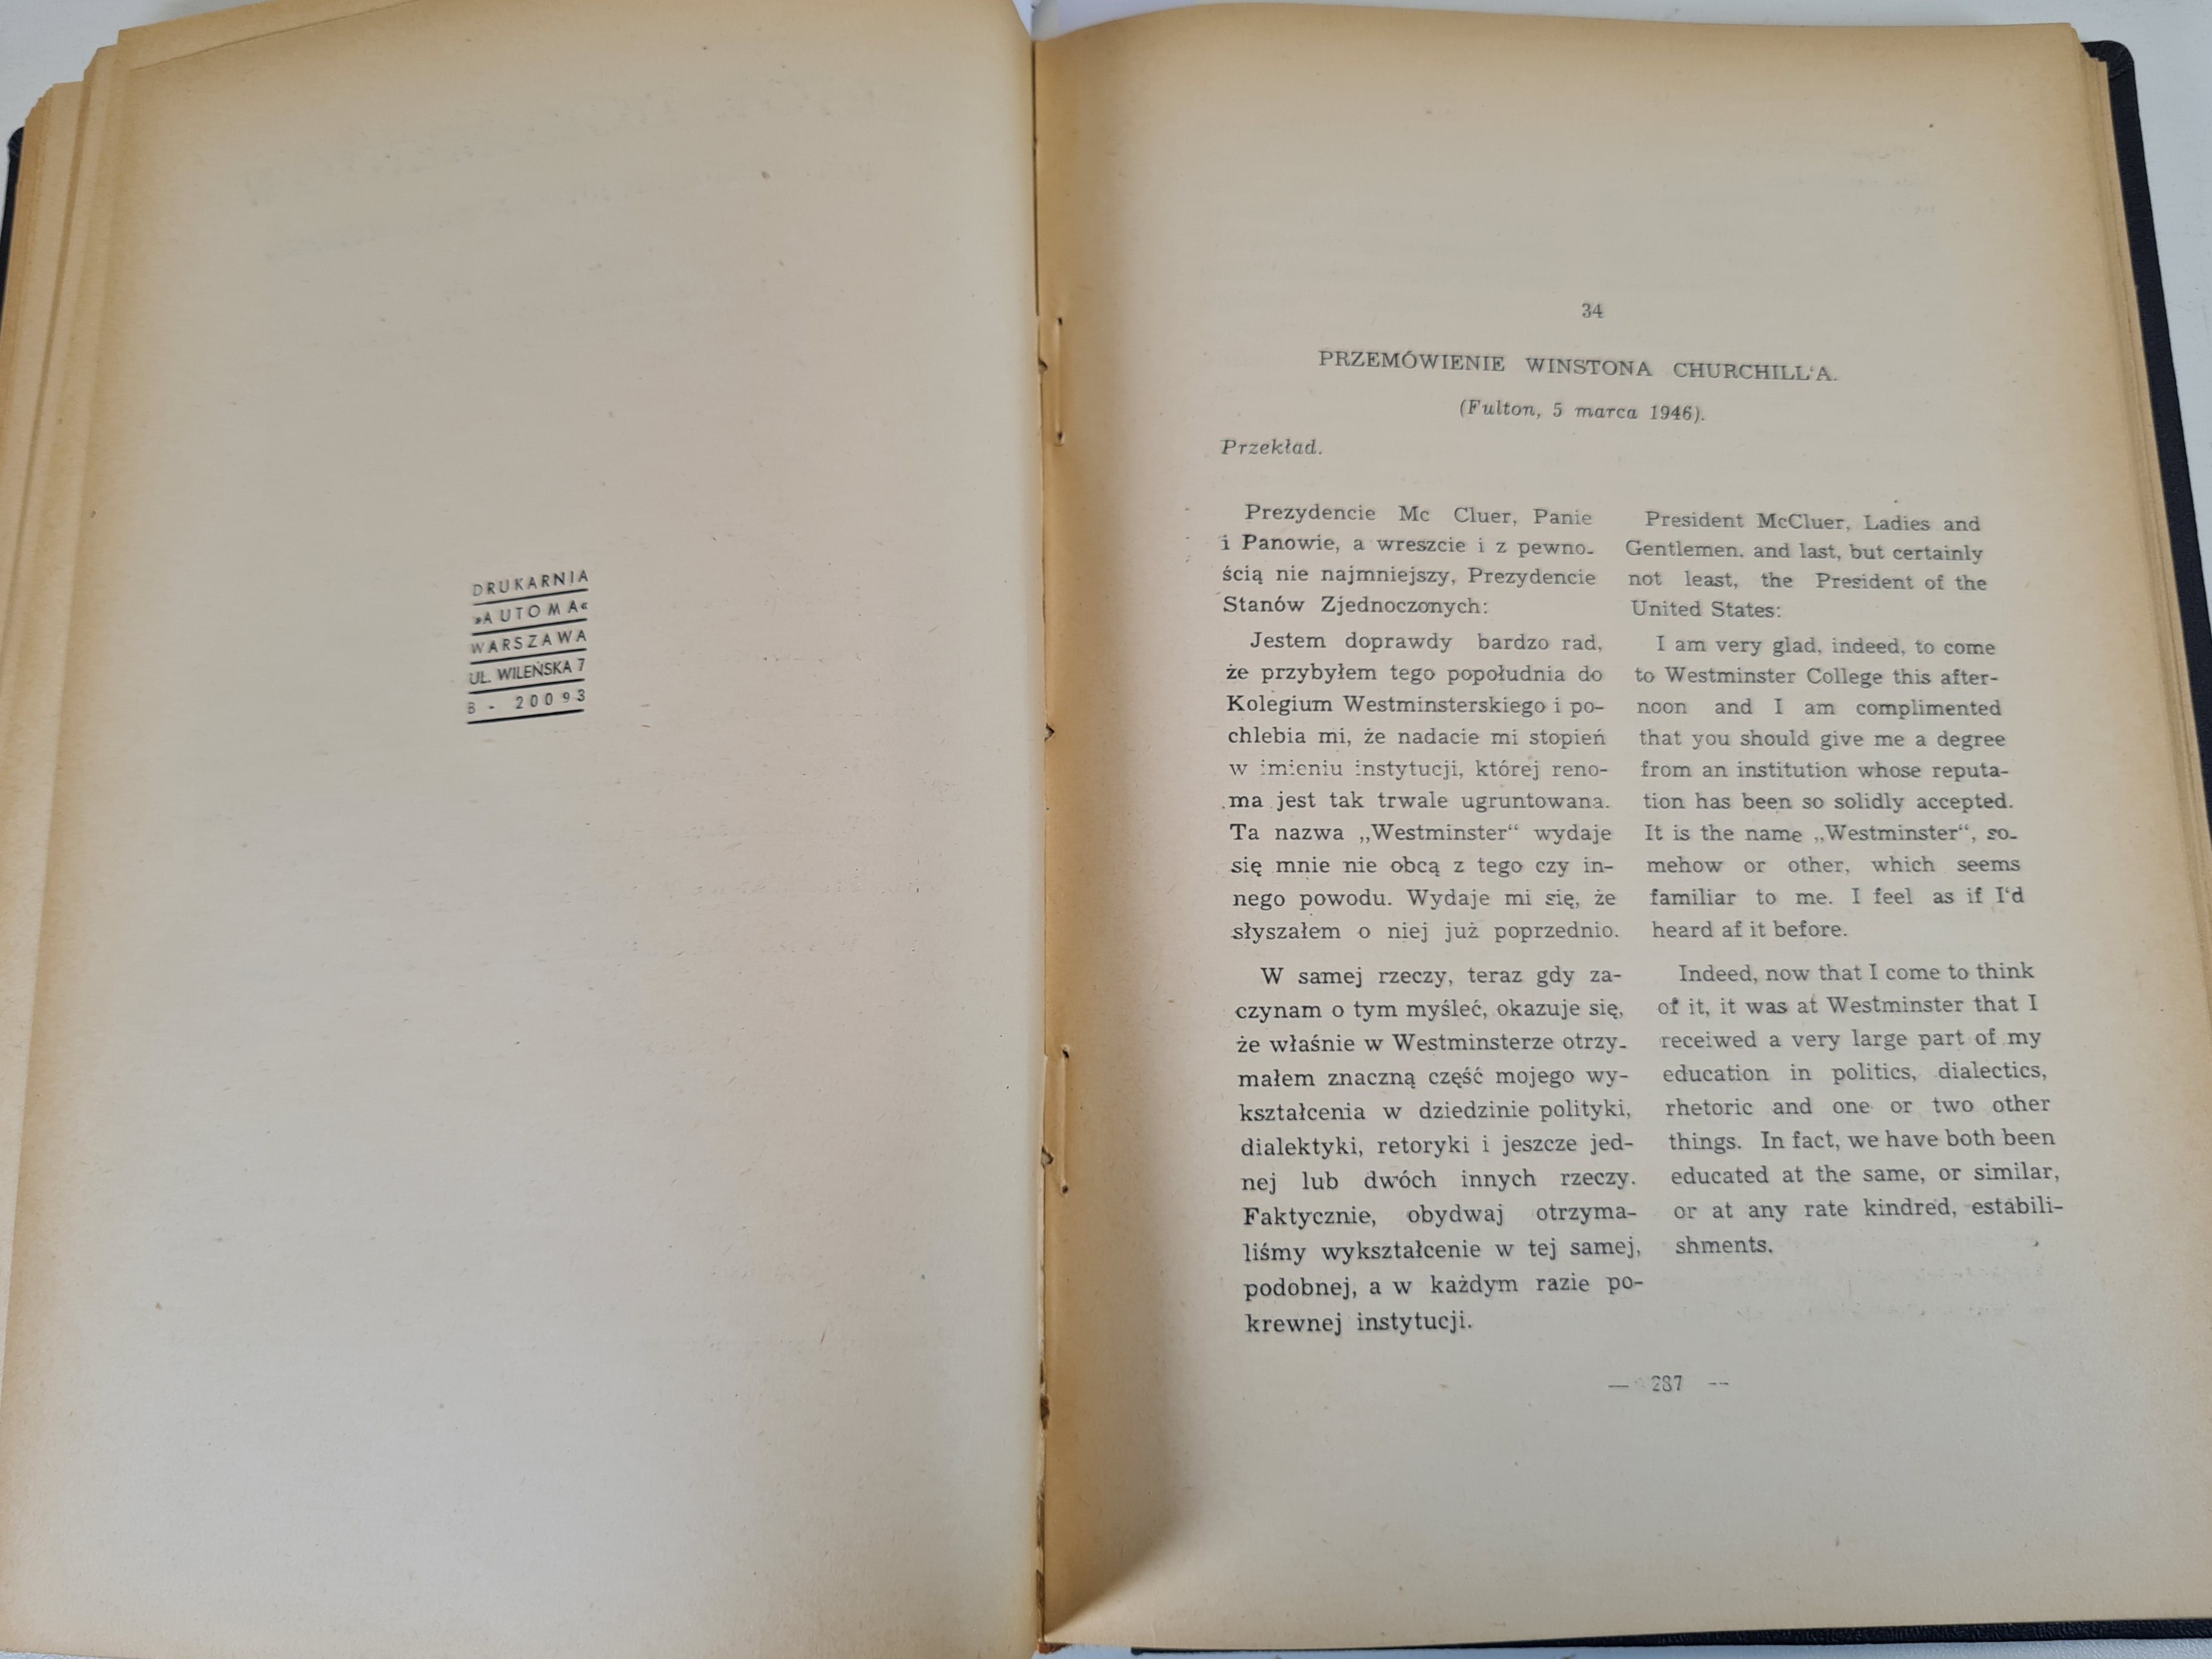 DRUKARNIA
»AUTOMA«
WARSZAWA
UL. WILEŃSKA 7
B - 20093
34
PRZEMÓWIENIE WINSTONA CHURCHILL‘A.
(Fulton, 5 marca 1946).
Przekład.
Prezydencie Mc Cluer, Panie
i Panowie, a wreszcie i z pewno-
ścią nie najmniejszy, Prezydencie
Stanów Zjednoczonych:
Jestem doprawdy bardzo rad,
że przybyłem tego popołudnia do
Kolegium Westminsterskiego i po-
chlebia mi, że nadacie mi stopień
w imieniu instytucji, której reno-
ma jest tak trwale ugruntowana.
Ta nazwa „Westminster“ wydaje
się mnie nie obcą z tego czy in-
nego powodu. Wydaje mi się, że
słyszałem o niej już poprzednio.
W samej rzeczy, teraz gdy za-
czynam o tym myśleć, okazuje się,
że właśnie w Westminsterze otrzy-
małem znaczną część mojego wy-
kształcenia w dziedzinie polityki,
dialektyki, retoryki i jeszcze jed-
nej lub dwóch innych rzeczy.
Faktycznie, obydwaj otrzyma-
liśmy wykształcenie w tej samej,
podobnej, a w każdym razie po-
krewnej instytucji.
President McCluer, Ladies and
Gentlemen. and last, but certainly
not least, the President of the
United States:
I am very glad, indeed, to come
to Westminster College this after-
noon and I am complimented
that you should give me a degree
from an institution whose reputa-
tion has been so solidly accepted.
It is the name „Westminster“, so-
mehow or other, which seems
familiar to me. I feel as if I‘d
heard af it before.
Indeed, now that I come to think
of it, it was at Westminster that I
receiwed a very large part of my
education in politics, dialectics,
rhetoric and one or two other
things. In fact, we have both been
educated at the same, or similar,
or at any rate kindred, estabili-
shments.
— 287 —